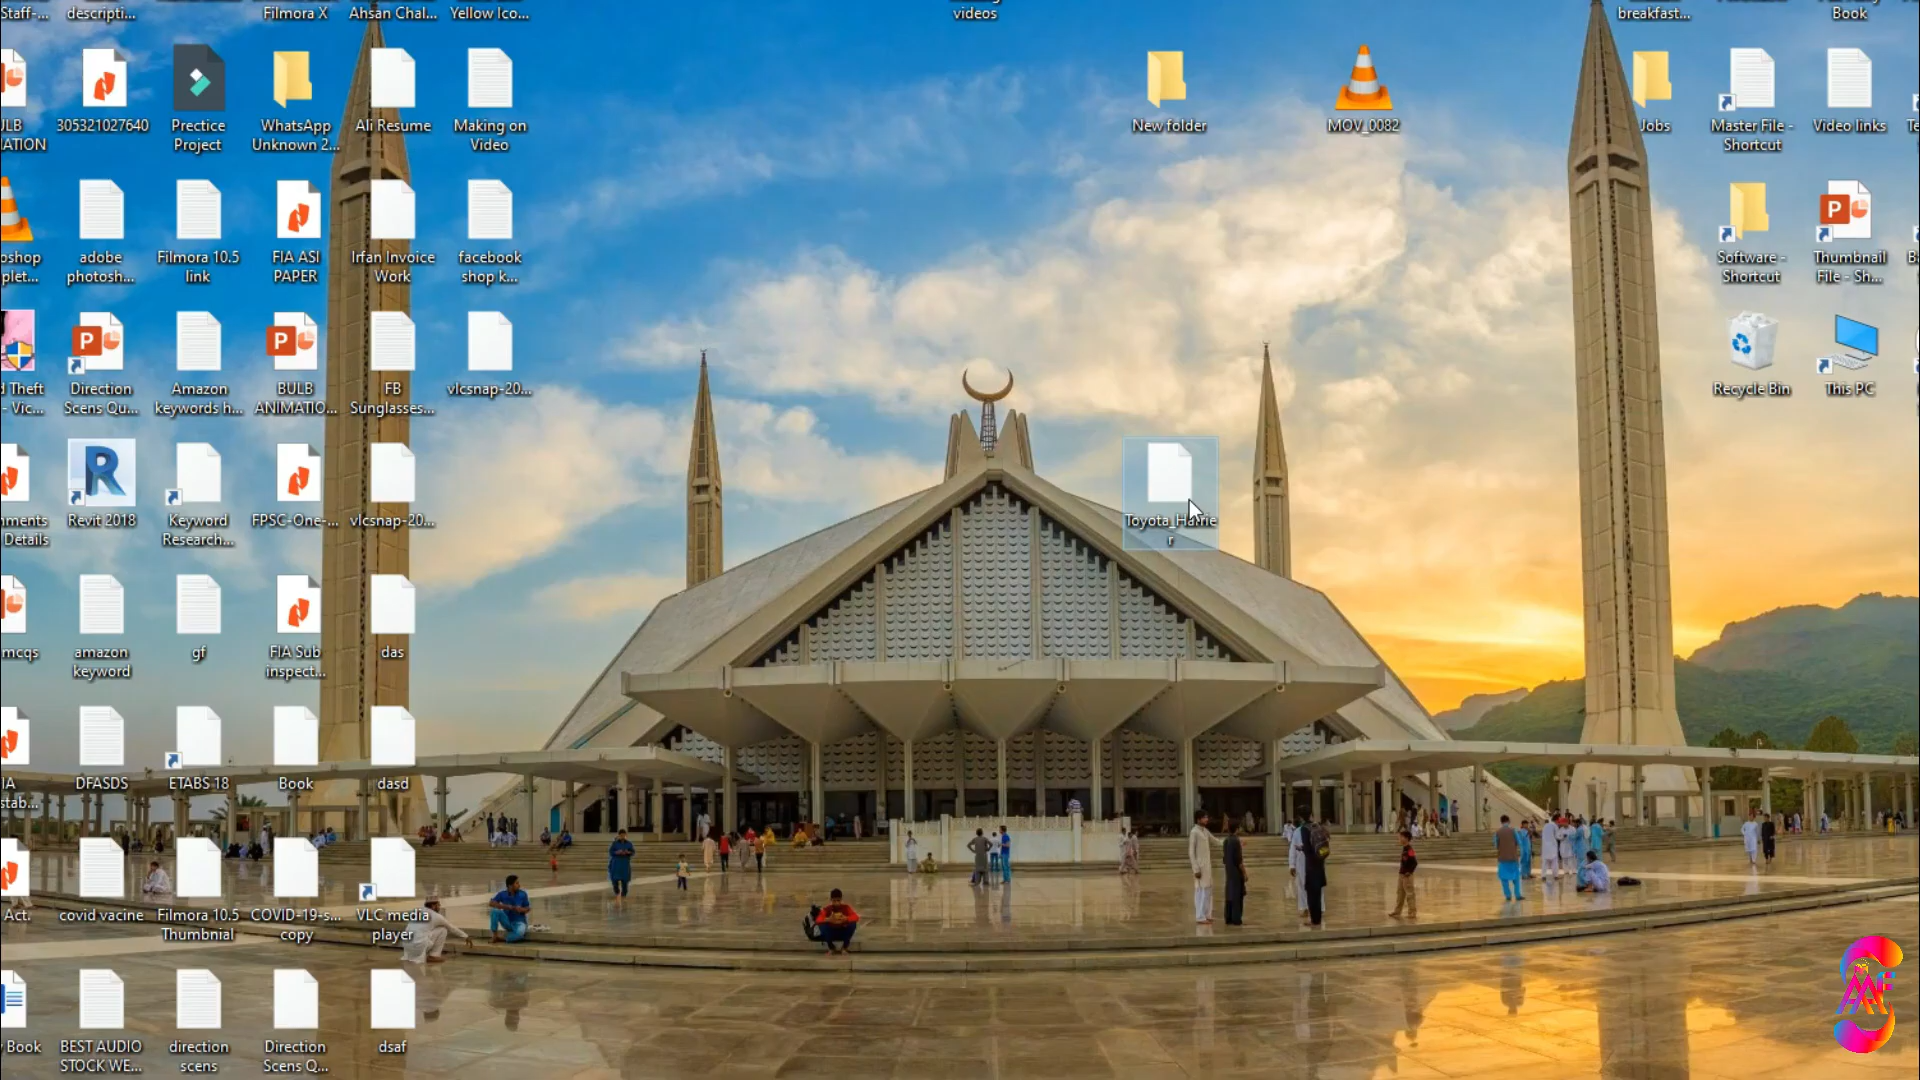 Staff-...
descripti...
Filmora X
Ahsan Chal...
Yellow Ico...
videos
breakfast...
Book
ULB
305321027640
Prectice
Project
WhatsApp
Unknown 2...
Ali Resume
Making on
Video
New folder
MOV_0082
Jobs
Master File -
Shortcut
Video links
adobe
photosh...
Filmora 10.5
link
FIA ASI
PAPER
Irfan Invoice
Work
facebook
shop k...
Software -
Shortcut
Thumbnail
File - Sh...
d Theft
- Vic...
Direction
Scens Qu...
Amazon
keywords h...
BULB
ANIMATIO...
FB
Sunglasses...
vlcsnap-20...
Recycle Bin
This PC
Details
Revit 2018
Keyword
Research...
FPSC-One-...
vlcsnap-20...
Toyota_Harrie
r
mcqs
amazon
keyword
gf
FIA Sub
inspect...
das
DFASDS
ETABS 18
Book
dasd
Act.
covid vacine
Filmora 10.5
Thumbnial
COVID-19-s...
copy
VLC media
player
Book
BEST AUDIO
STOCK WE...
direction
scens
Direction
Scens Q...
dsaf